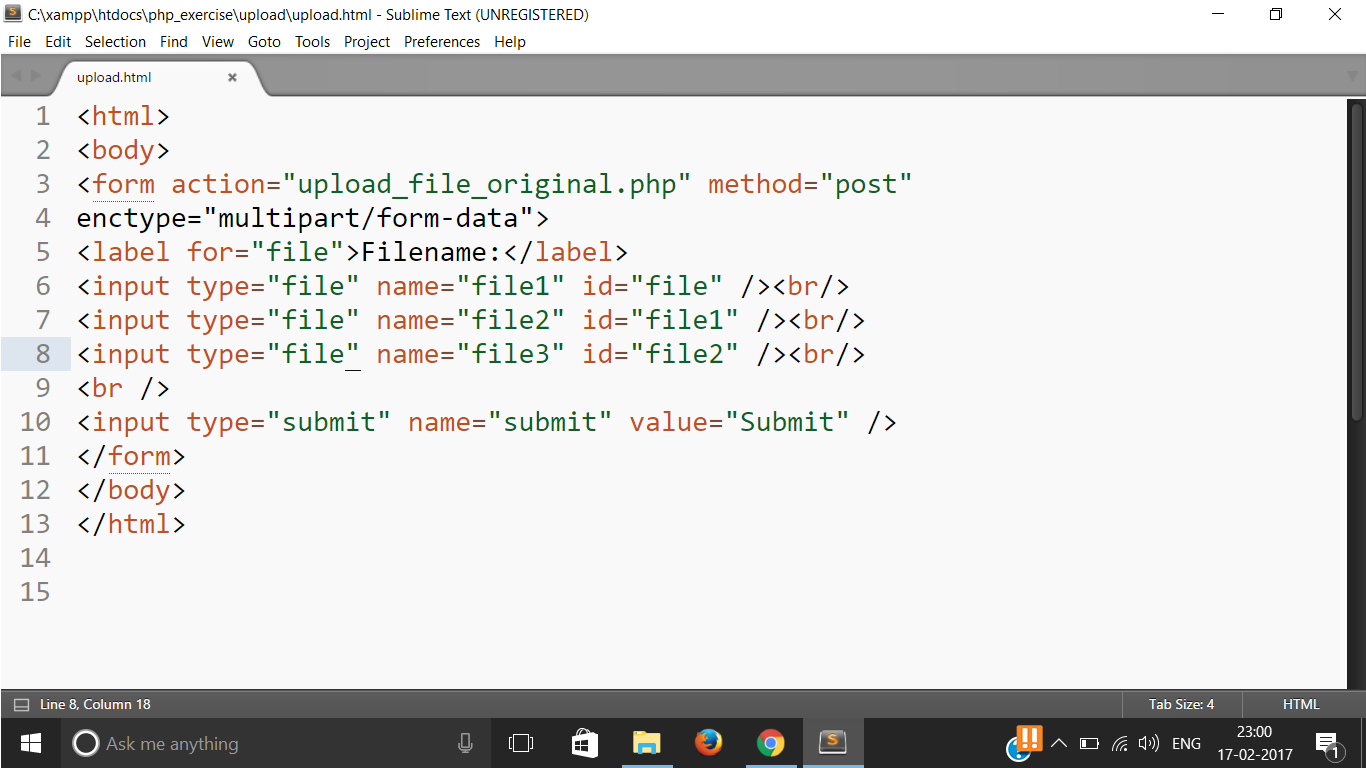 C:\xampp\htdocs\php_exercise\upload\upload.html - Sublime Text (UNREGISTERED)
File Edit Selection Find View Goto Tools Project Preferences Help
upload.html
1 <html>
2 <body>
3 <form action="upload_file_original.php" method="post"
4 enctype="multipart/form-data">
5 <label for="file">Filename:</label>
6 <input type="file" name="file1" id="file" /><br/>
7 <input type="file" name="file2" id="file1" /><br/>
8 <input type="file" name="file3" id="file2" /><br/>
9 <br />
10 <input type="submit" name="submit" value="Submit" />
11 </form>
12 </body>
13 </html>
14
15
Line 8, Column 18 Tab Size: 4 HTML
Ask me anything ENG 23:00
17-02-2017 1